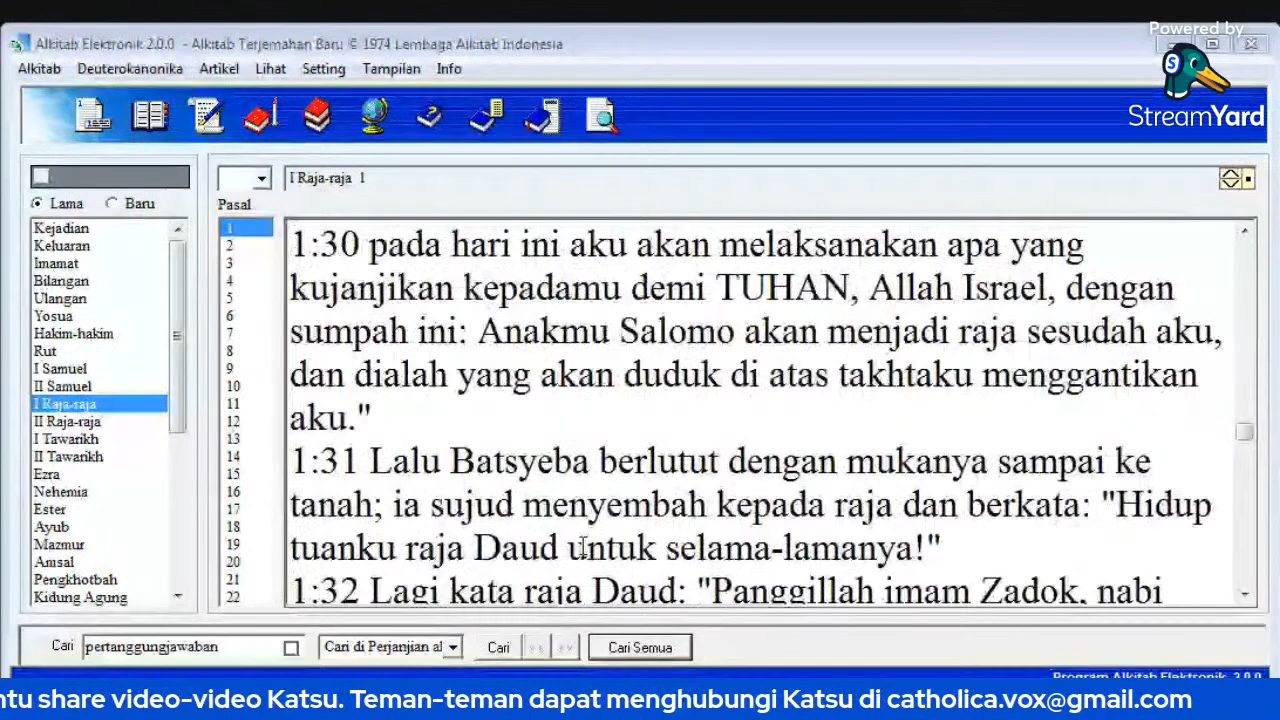 Powered by
StreamYard
Alkitab Elektronik 2.0.0 - Alkitab Terjemahan Baru © 1974 Lembaga Alkitab Indonesia
Alkitab Deuterokanonika Artikel Lihat Setting Tampilan Info
I Raja-raja 1
Lama Baru
Pasal
Kejadian
Keluaran
Imamat
Bilangan
Ulangan
Yosua
Hakim-hakim
Rut
I Samuel
II Samuel
I Raja-raja
II Raja-raja
I Tawarikh
II Tawarikh
Ezra
Nehemia
Ester
Ayub
Mazmur
Amsal
Pengkhotbah
Kidung Agung
1
2
3
4
5
6
7
8
9
10
11
12
13
14
15
16
17
18
19
20
21
22
1:30 pada hari ini aku akan melaksanakan apa yang
kujanjikan kepadamu demi TUHAN, Allah Israel, dengan
sumpah ini: Anakmu Salomo akan menjadi raja sesudah aku,
dan dialah yang akan duduk di atas takhtaku menggantikan
aku."
1:31 Lalu Batsyeba berlutut dengan mukanya sampai ke
tanah; ia sujud menyembah kepada raja dan berkata: "Hidup
tuanku raja Daud untuk selama-lamanya!"
1:32 Lagi kata raja Daud: "Panggillah imam Zadok, nabi
Cari pertanggungjawaban Cari di Perjanjian al Cari Cari Semua
Program Alkitab Elektronik 2.0.0
ntu share video-video Katsu. Teman-teman dapat menghubungi Katsu di catholica.vox@gmail.com